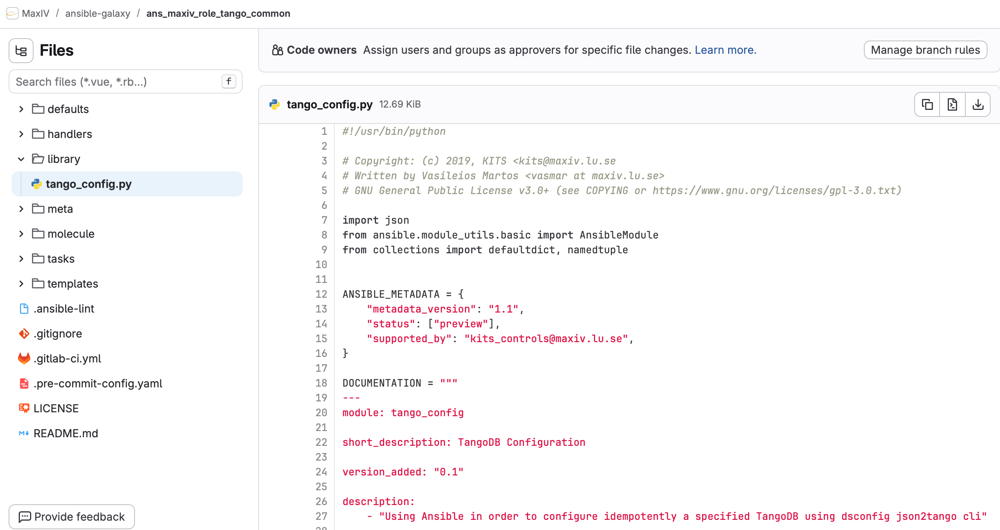 MaxIV / ansible-galaxy / ans_maxiv_role_tango_common
Files
Search files (*.vue, *.rb...)
f
defaults
handlers
library
tango_config.py
meta
molecule
tasks
templates
.ansible-lint
.gitignore
.gitlab-ci.yml
.pre-commit-config.yaml
LICENSE
README.md
Provide feedback
Code owners Assign users and groups as approvers for specific file changes. Learn more.
Manage branch rules
tango_config.py 12.69 KiB
1 #!/usr/bin/python
2
3 # Copyright: (c) 2019, KITS <kits@maxiv.lu.se
4 # Written by Vasileios Martos <vasmar at maxiv.lu.se>
5 # GNU General Public License v3.0+ (see COPYING or https://www.gnu.org/licenses/gpl-3.0.txt)
6
7 import json
8 from ansible.module_utils.basic import AnsibleModule
9 from collections import defaultdict, namedtuple
10
11
12 ANSIBLE_METADATA = {
13     "metadata_version": "1.1",
14     "status": ["preview"],
15     "supported_by": "kits_controls@maxiv.lu.se",
16 }
17
18 DOCUMENTATION = """
19 ---
20 module: tango_config
21
22 short_description: TangoDB Configuration
23
24 version_added: "0.1"
25
26 description:
27     - "Using Ansible in order to configure idempotently a specified TangoDB using dsconfig json2tango cli"
28